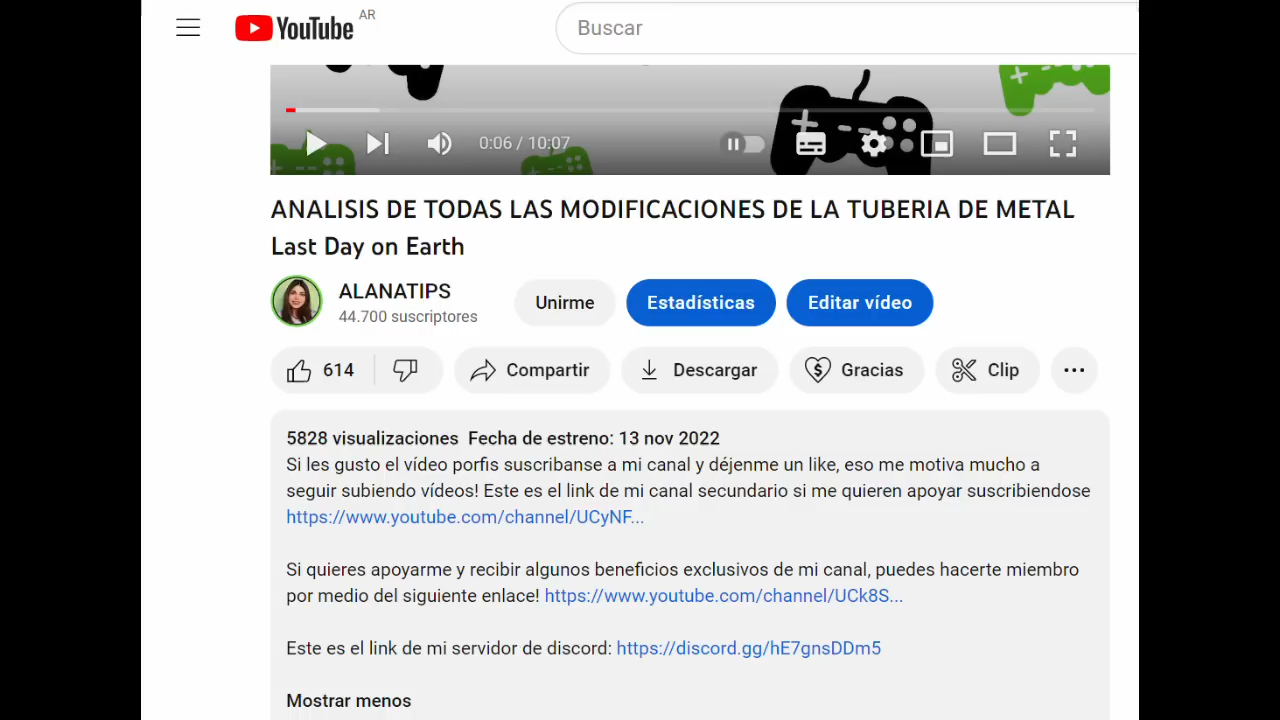 YouTube AR
Buscar
0:06 / 10:07
ANALISIS DE TODAS LAS MODIFICACIONES DE LA TUBERIA DE METAL
Last Day on Earth
ALANATIPS
44.700 suscriptores
Unirme
Estadísticas
Editar vídeo
614
Compartir
Descargar
Gracias
Clip
5828 visualizaciones Fecha de estreno: 13 nov 2022
Si les gusto el vídeo porfis suscribanse a mi canal y déjenme un like, eso me motiva mucho a
seguir subiendo vídeos! Este es el link de mi canal secundario si me quieren apoyar suscribiendose
https://www.youtube.com/channel/UCyNF...
Si quieres apoyarme y recibir algunos beneficios exclusivos de mi canal, puedes hacerte miembro
por medio del siguiente enlace! https://www.youtube.com/channel/UCk8S...
Este es el link de mi servidor de discord: https://discord.gg/hE7gnsDDm5
Mostrar menos